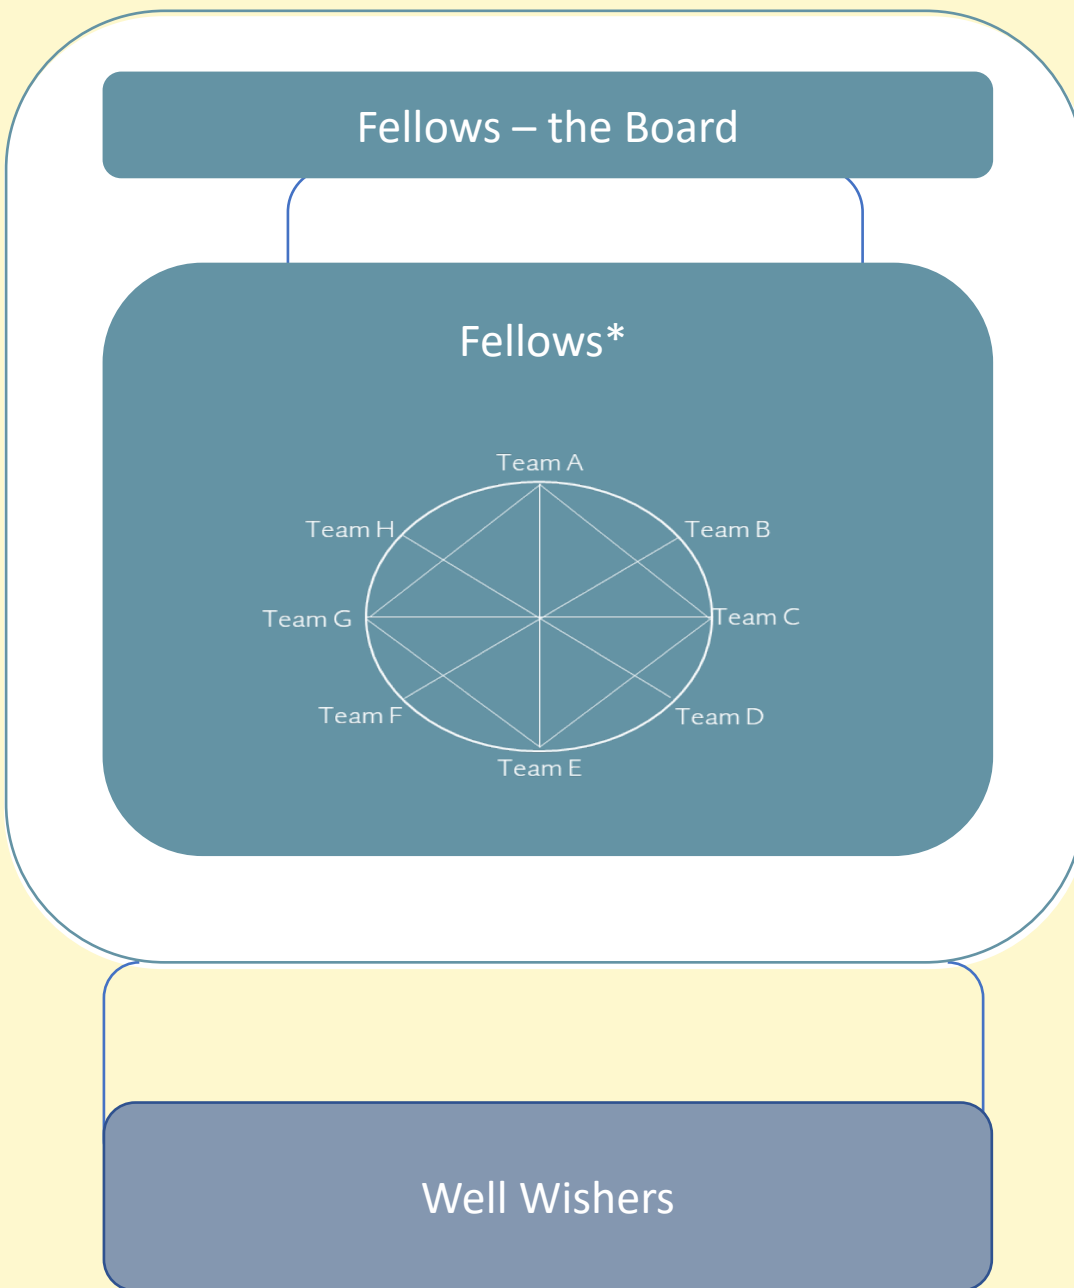 Fellows – the Board
Fellows*
Team A
Team H
Team B
Team G
Team C
Team F
Team D
Team E
Well Wishers